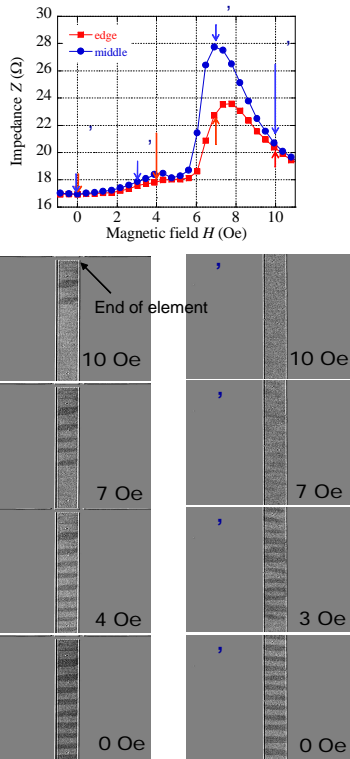 ’
’
’
’
28
26
24
22
20
18
16
Impedance Z (Ω)
edge
middle
0 2 4 6 8 10
Magnetic field H (Oe)
End of element
10 Oe
7 Oe
4 Oe
0 Oe
’
10 Oe
’
7 Oe
’
3 Oe
’
0 Oe